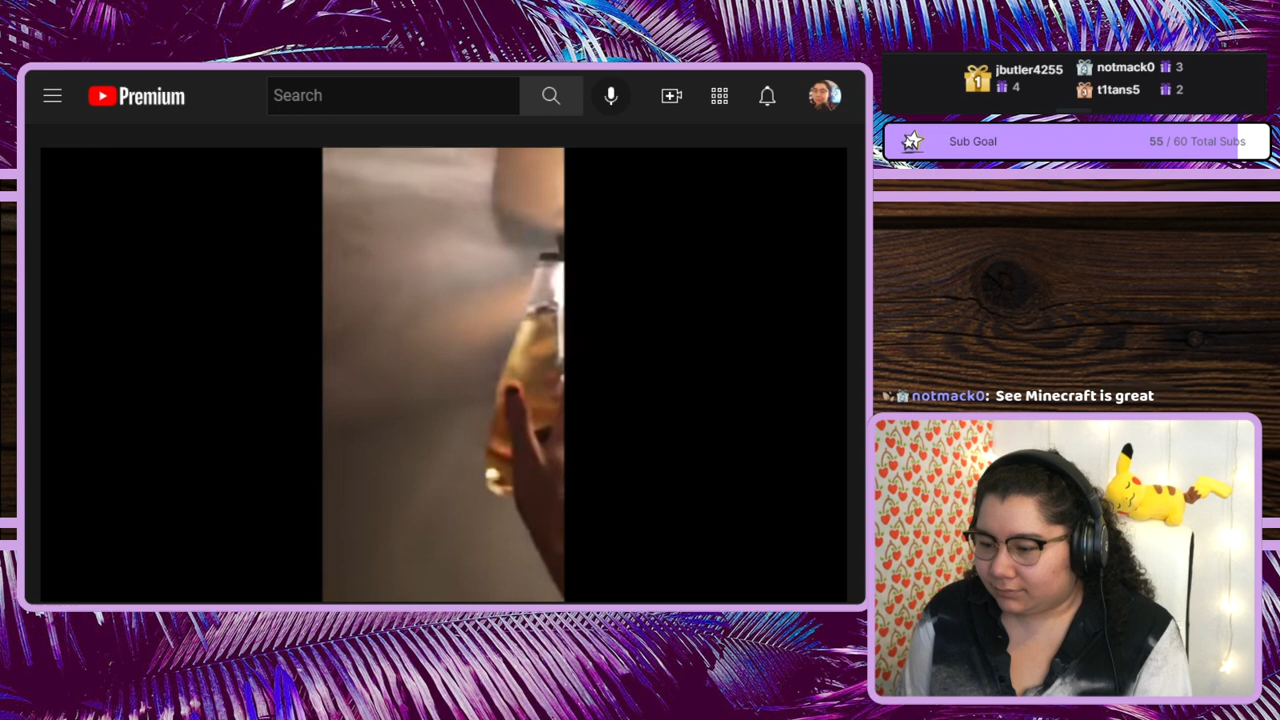 Premium
Search
jbutler4255
4
notmack0 3
t1tans5 2
Sub Goal
55 / 60 Total Subs
notmack0: See Minecraft is great